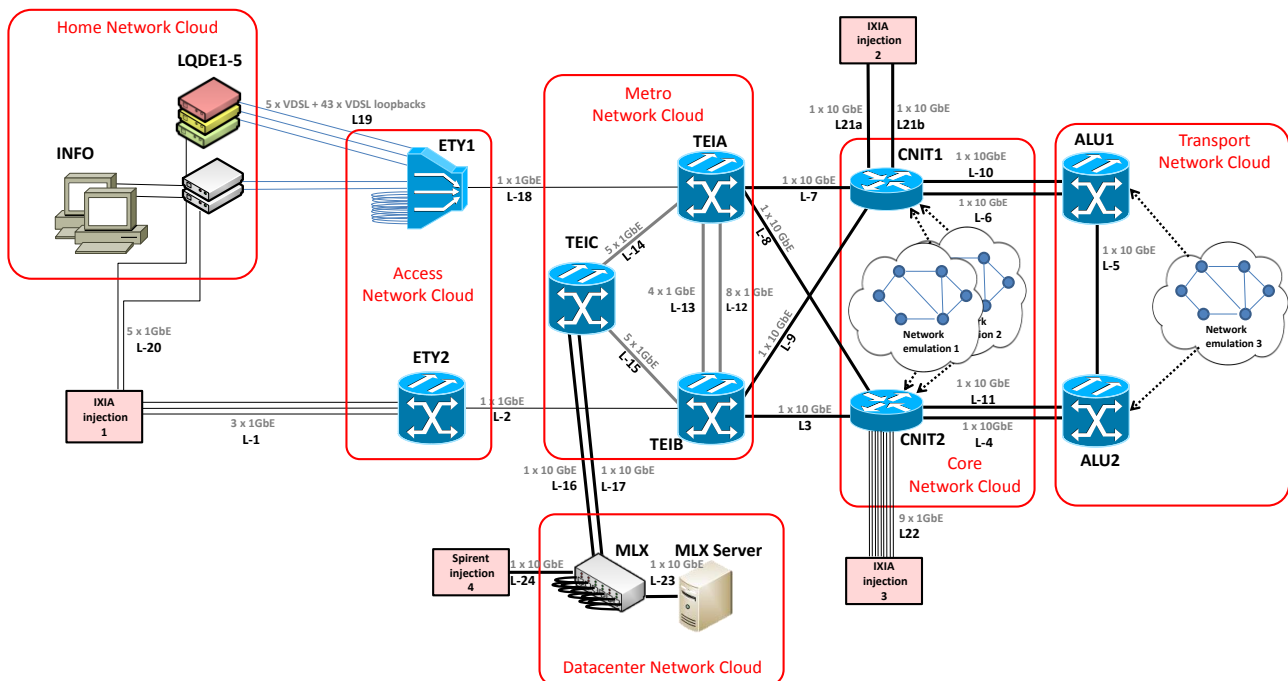 Home Network Cloud
LQDE1-5
INFO
5 x VDSL + 43 x VDSL loopbacks
L19
5 x 1GbE
L-20
IXIA
injection
1
3 x 1GbE
L-1
ETY1
Access
Network Cloud
ETY2
1 x 1GbE
L-18
1 x 1GbE
L-2
Metro
Network Cloud
TEIA
TEIC
5 x 1GbE
L-14
4 x 1 GbE
L-13
8 x 1 GbE
L-12
5 x 1GbE
L-15
TEIB
1 x 10 GbE
L-7
1 x 10 GbE
L-8
1 x 10 GbE
L-9
1 x 10 GbE
L3
IXIA
injection
2
1 x 10 GbE
L21a
1 x 10 GbE
L21b
CNIT1
1 x 10GbE
L-10
1 x 10 GbE
L-6
Network
emulation 1
1 x 10 GbE
L-11
1 x 10GbE
L-4
CNIT2
Core
Network Cloud
9 x 1GbE
L22
IXIA
injection
3
ALU1
Transport
Network Cloud
1 x 10 GbE
L-5
Network
emulation 3
ALU2
1 x 10 GbE
L-16
1 x 10 GbE
L-17
Spirent
injection
4
1 x 10 GbE
L-24
MLX
1 x 10 GbE
L-23
MLX Server
Datacenter Network Cloud